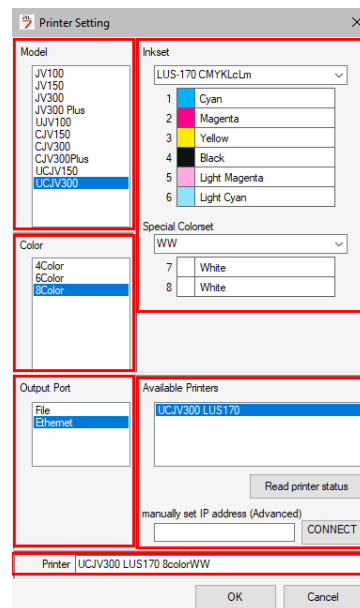 Printer Setting
Model
JV100
JV150
JV300
JV300 Plus
UJV100
CJV150
CJV300
CJV300Plus
UCJV150
UCJV300
Inkset
LUS-170 CMYKLcLm
1 Cyan
2 Magenta
3 Yellow
4 Black
5 Light Magenta
6 Light Cyan
Special Colorset
WW
7 White
8 White
Color
4Color
6Color
8Color
Output Port
File
Ethernet
Available Printers
UCJV300 LUS170
Read printer status
manually set IP address (Advanced)
CONNECT
Printer UCJV300 LUS170 8colorWW
OK Cancel